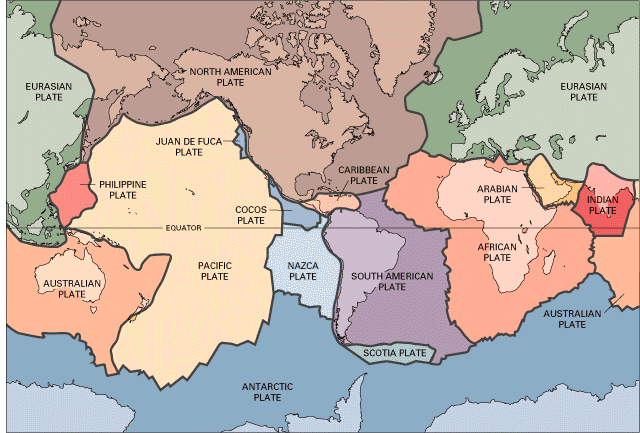 NORTH AMERICAN
PLATE
EURASIAN
PLATE
EURASIAN
PLATE
JUAN DE FUCA
PLATE
CARIBBEAN
PLATE
PHILIPPINE
PLATE
ARABIAN
PLATE
INDIAN
PLATE
COCOS
PLATE
EQUATOR
AFRICAN
PLATE
PACIFIC
PLATE
NAZCA
PLATE
SOUTH AMERICAN
PLATE
AUSTRALIAN
PLATE
AUSTRALIAN
PLATE
SCOTIA PLATE
ANTARCTIC
PLATE